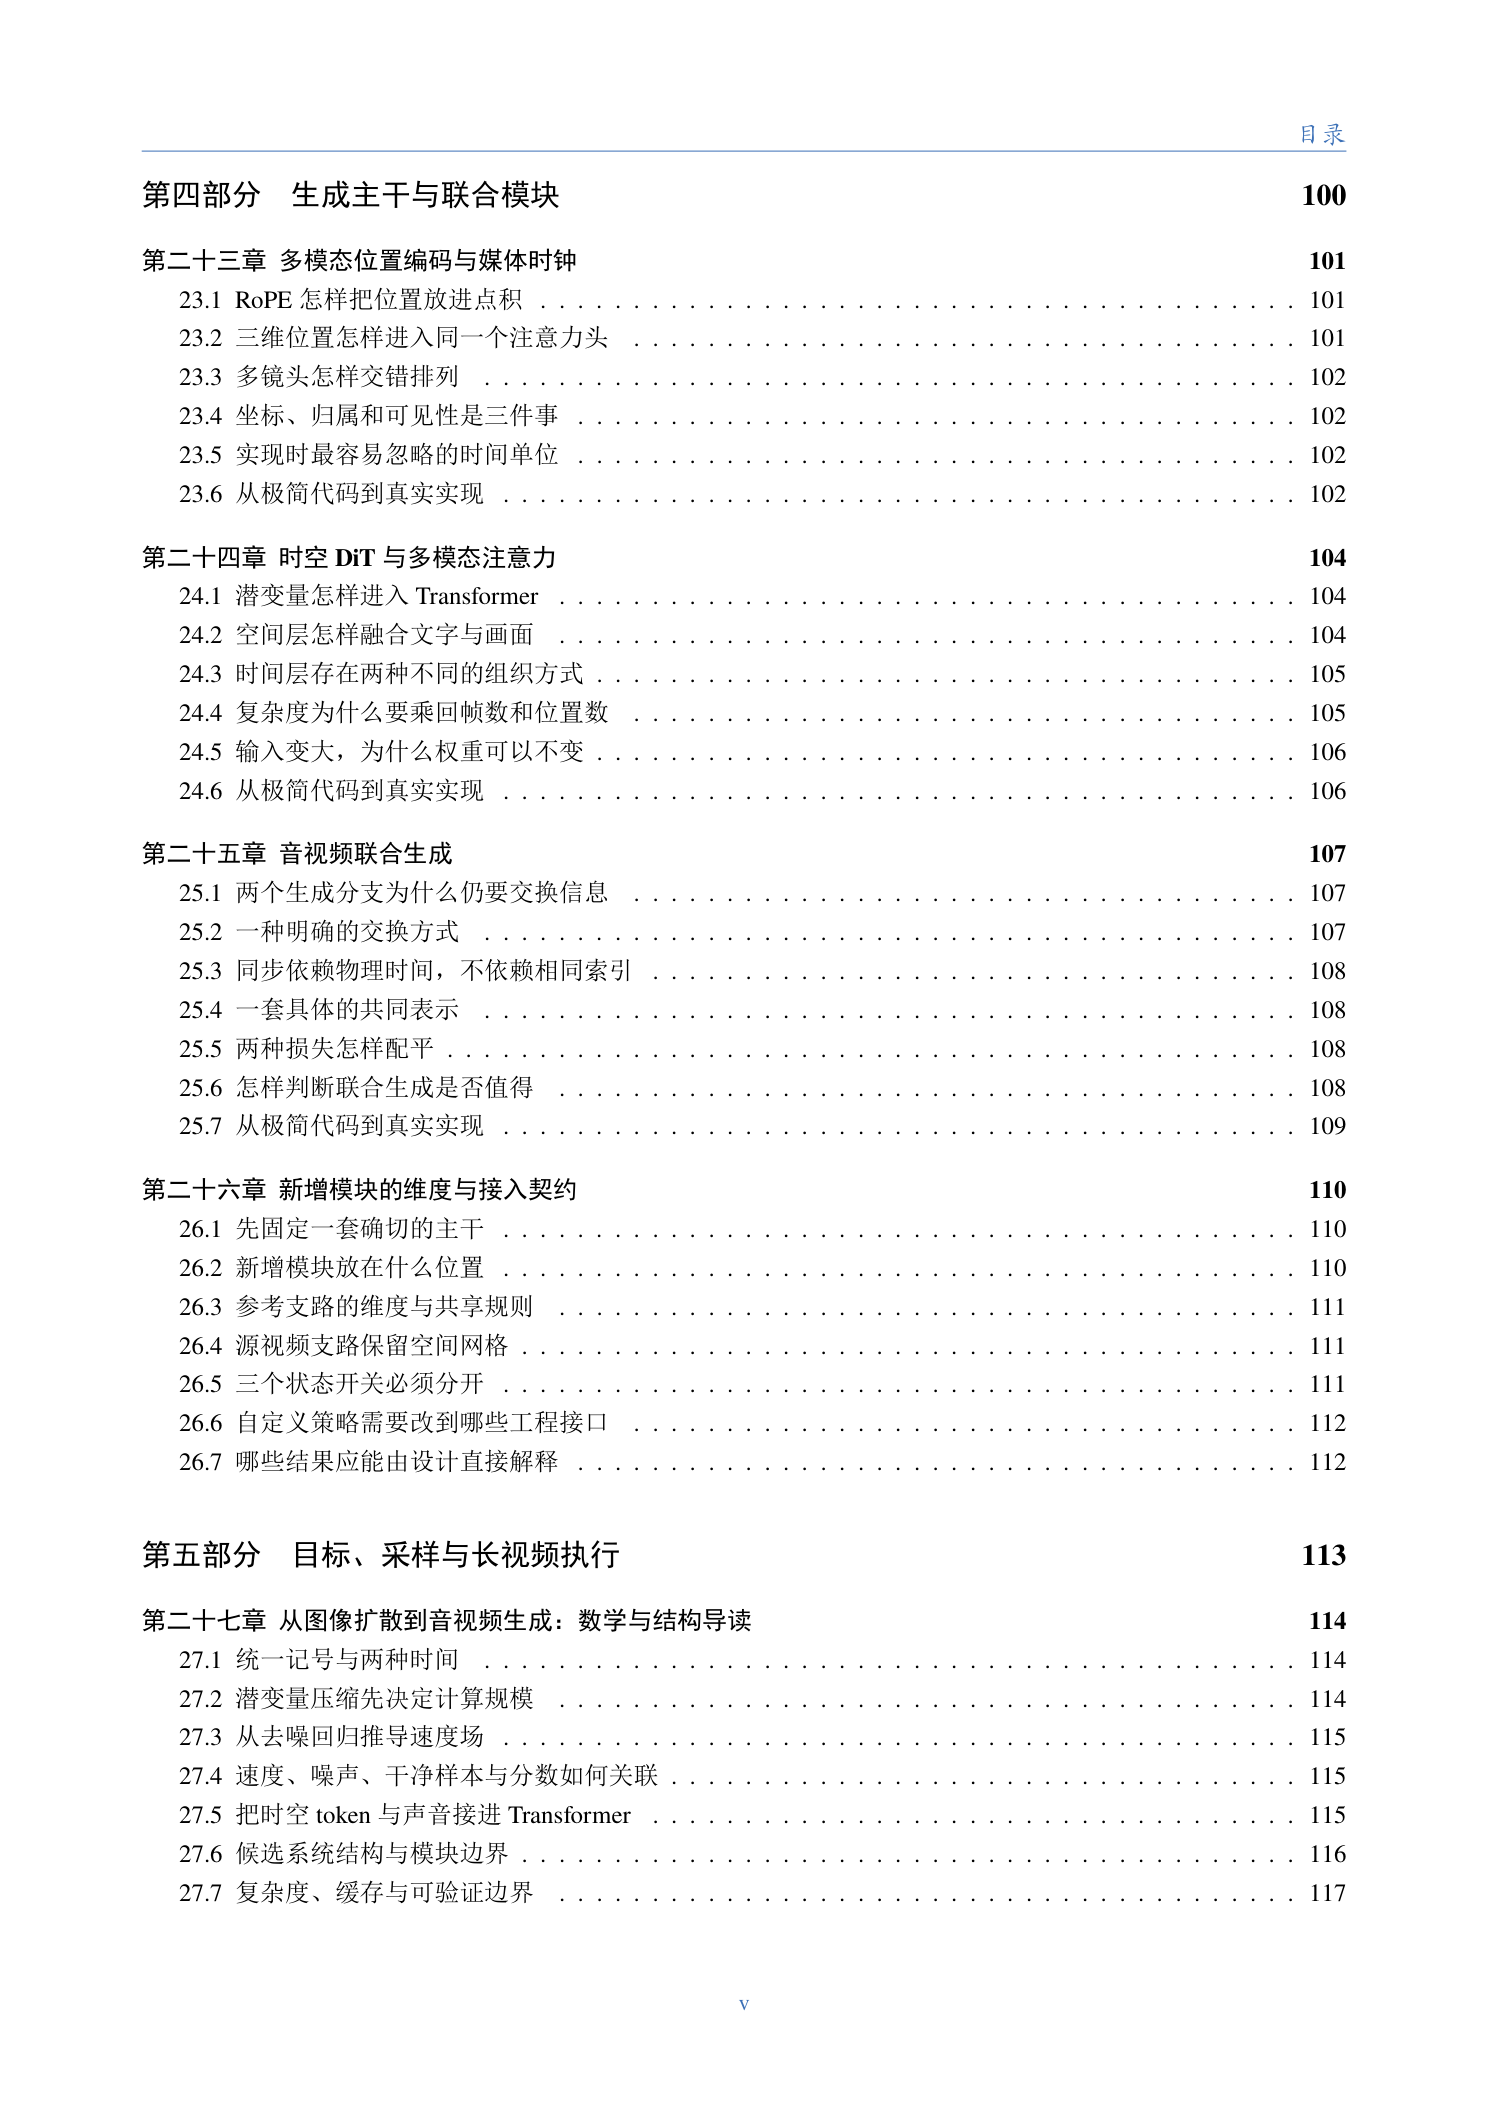 目录
第四部分 生成主干与联合模块 100
第二十三章 多模态位置编码与媒体时钟 101
23.1 RoPE 怎样把位置放进点积 . . . . . . . . . . . . . . . . . . . . 101
23.2 三维位置怎样进入同一个注意力头 . . . . . . . . . . . . . . . . . . . . 101
23.3 多镜头怎样交错排列 . . . . . . . . . . . . . . . . . . . . 102
23.4 坐标、归属和可见性是三件事 . . . . . . . . . . . . . . . . . . . . 102
23.5 实现时最容易忽略的时间单位 . . . . . . . . . . . . . . . . . . . . 102
23.6 从极简代码到真实实现 . . . . . . . . . . . . . . . . . . . . 102
第二十四章 时空 DiT 与多模态注意力 104
24.1 潜变量怎样进入 Transformer . . . . . . . . . . . . . . . . . . . . 104
24.2 空间层怎样融合文字与画面 . . . . . . . . . . . . . . . . . . . . 104
24.3 时间层存在两种不同的组织方式 . . . . . . . . . . . . . . . . . . . . 105
24.4 复杂度为什么要乘回帧数和位置数 . . . . . . . . . . . . . . . . . . . . 105
24.5 输入变大，为什么权重可以不变 . . . . . . . . . . . . . . . . . . . . 106
24.6 从极简代码到真实实现 . . . . . . . . . . . . . . . . . . . . 106
第二十五章 音视频联合生成 107
25.1 两个生成分支为什么仍要交换信息 . . . . . . . . . . . . . . . . . . . . 107
25.2 一种明确的交换方式 . . . . . . . . . . . . . . . . . . . . 107
25.3 同步依赖物理时间，不依赖相同索引 . . . . . . . . . . . . . . . . . . . . 108
25.4 一套具体的共同表示 . . . . . . . . . . . . . . . . . . . . 108
25.5 两种损失怎样配平 . . . . . . . . . . . . . . . . . . . . 108
25.6 怎样判断联合生成是否值得 . . . . . . . . . . . . . . . . . . . . 108
25.7 从极简代码到真实实现 . . . . . . . . . . . . . . . . . . . . 109
第二十六章 新增模块的维度与接入契约 110
26.1 先固定一套确切的主干 . . . . . . . . . . . . . . . . . . . . 110
26.2 新增模块放在什么位置 . . . . . . . . . . . . . . . . . . . . 110
26.3 参考支路的维度与共享规则 . . . . . . . . . . . . . . . . . . . . 111
26.4 源视频支路保留空间网格 . . . . . . . . . . . . . . . . . . . . 111
26.5 三个状态开关必须分开 . . . . . . . . . . . . . . . . . . . . 111
26.6 自定义策略需要改到哪些工程接口 . . . . . . . . . . . . . . . . . . . . 112
26.7 哪些结果应能由设计直接解释 . . . . . . . . . . . . . . . . . . . . 112
第五部分 目标、采样与长视频执行 113
第二十七章 从图像扩散到音视频生成：数学与结构导读 114
27.1 统一记号与两种时间 . . . . . . . . . . . . . . . . . . . . 114
27.2 潜变量压缩先决定计算规模 . . . . . . . . . . . . . . . . . . . . 114
27.3 从去噪回归推导速度场 . . . . . . . . . . . . . . . . . . . . 115
27.4 速度、噪声、干净样本与分数如何关联 . . . . . . . . . . . . . . . . . . . . 115
27.5 把时空 token 与声音接进 Transformer . . . . . . . . . . . . . . . . . . . . 115
27.6 候选系统结构与模块边界 . . . . . . . . . . . . . . . . . . . . 116
27.7 复杂度、缓存与可验证边界 . . . . . . . . . . . . . . . . . . . . 117
v